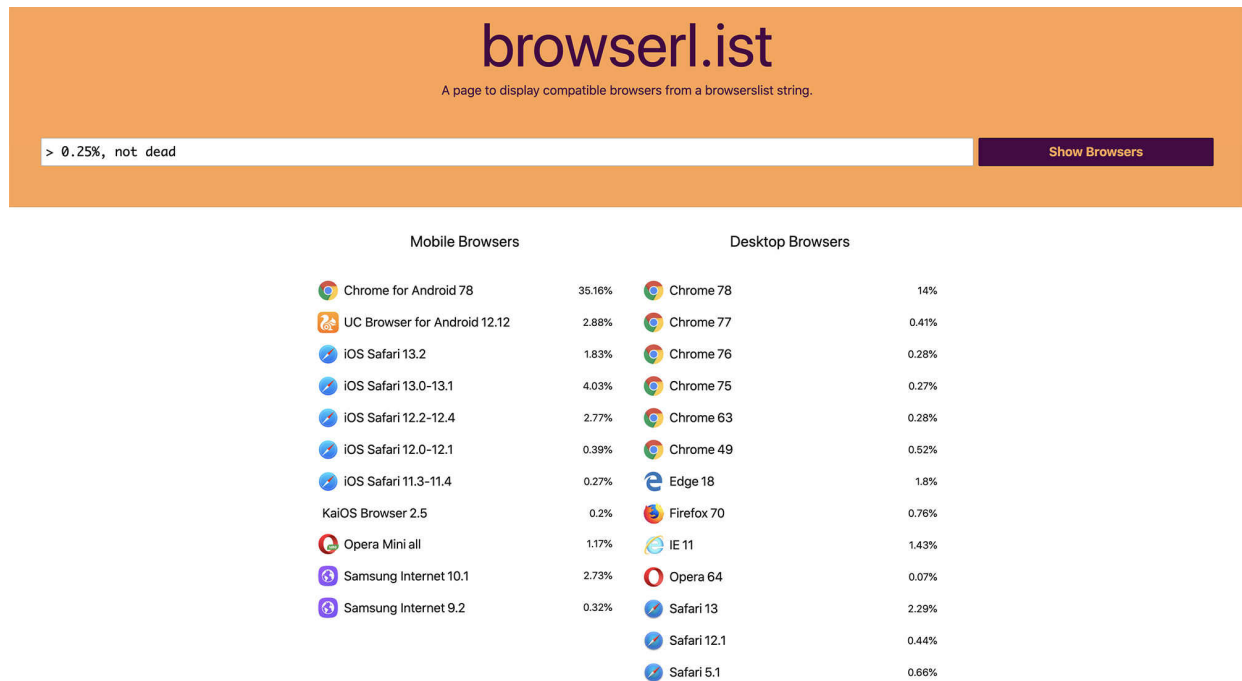 browserl.ist
A page to display compatible browsers from a browserslist string.
> 0.25%, not dead
Show Browsers
Mobile Browsers
Chrome for Android 78 35.16%
UC Browser for Android 12.12 2.88%
iOS Safari 13.2 1.83%
iOS Safari 13.0-13.1 4.03%
iOS Safari 12.2-12.4 2.77%
iOS Safari 12.0-12.1 0.39%
iOS Safari 11.3-11.4 0.27%
KaiOS Browser 2.5 0.2%
Opera Mini all 1.17%
Samsung Internet 10.1 2.73%
Samsung Internet 9.2 0.32%
Desktop Browsers
Chrome 78 14%
Chrome 77 0.41%
Chrome 76 0.28%
Chrome 75 0.27%
Chrome 63 0.28%
Chrome 49 0.52%
Edge 18 1.8%
Firefox 70 0.76%
IE 11 1.43%
Opera 64 0.07%
Safari 13 2.29%
Safari 12.1 0.44%
Safari 5.1 0.66%